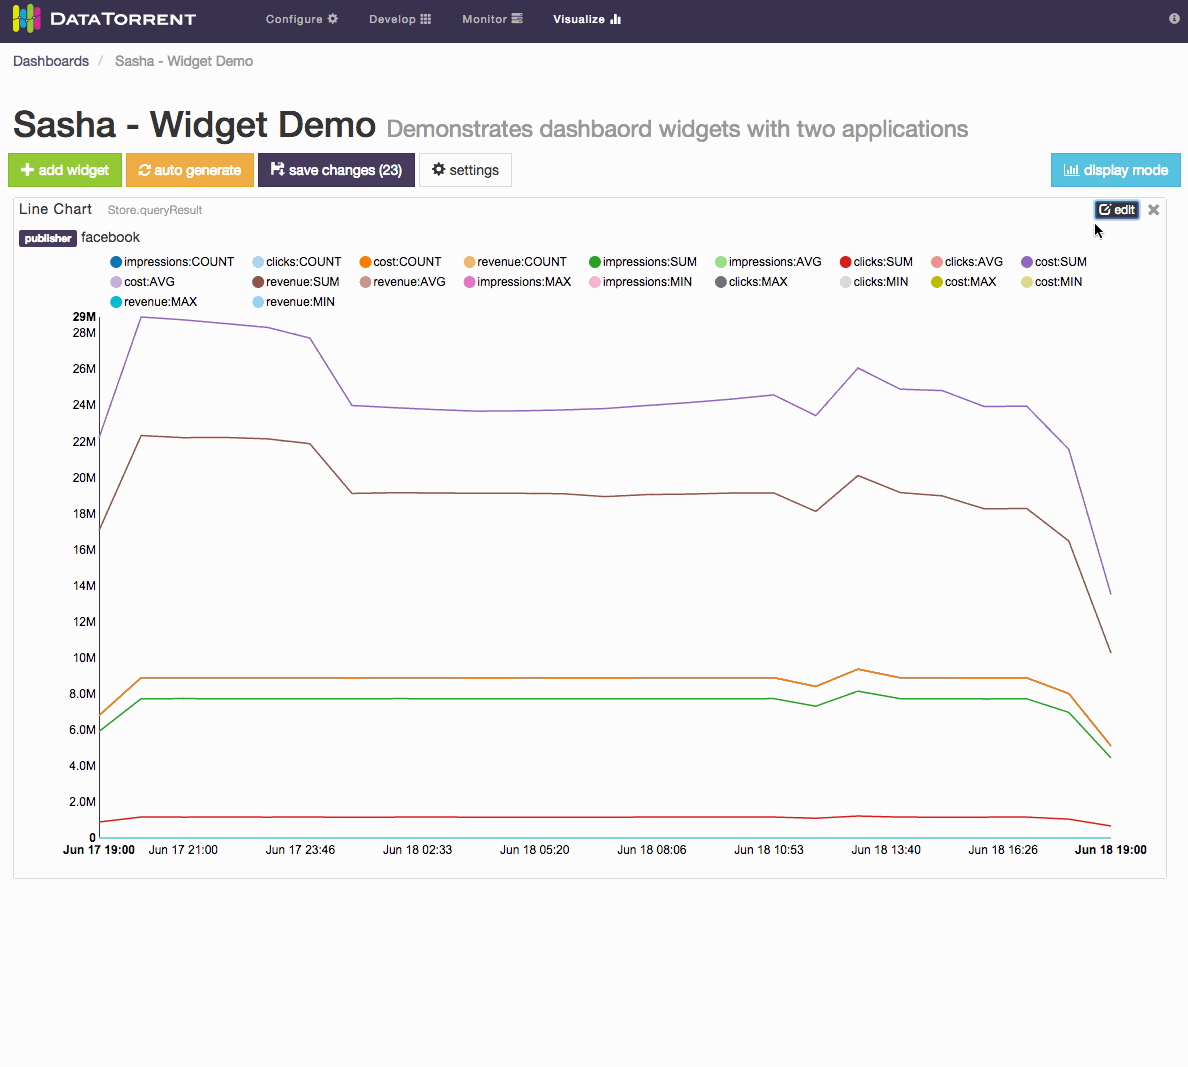 DATATORRENT Configure Develop Monitor Visualize
Dashboards / Sasha - Widget Demo
Sasha - Widget Demo Demonstrates dashbaord widgets with two applications
add widget auto generate save changes (23) settings display mode
Line Chart Store.queryResult edit
publisher facebook
impressions:COUNT clicks:COUNT cost:COUNT revenue:COUNT impressions:SUM impressions:AVG clicks:SUM clicks:AVG cost:SUM
cost:AVG revenue:SUM revenue:AVG impressions:MAX impressions:MIN clicks:MAX clicks:MIN cost:MAX cost:MIN
revenue:MAX revenue:MIN
29M
28M
26M
24M
22M
20M
18M
16M
14M
12M
10M
8.0M
6.0M
4.0M
2.0M
0
Jun 17 19:00 Jun 17 21:00 Jun 17 23:46 Jun 18 02:33 Jun 18 05:20 Jun 18 08:06 Jun 18 10:53 Jun 18 13:40 Jun 18 16:26 Jun 18 19:00